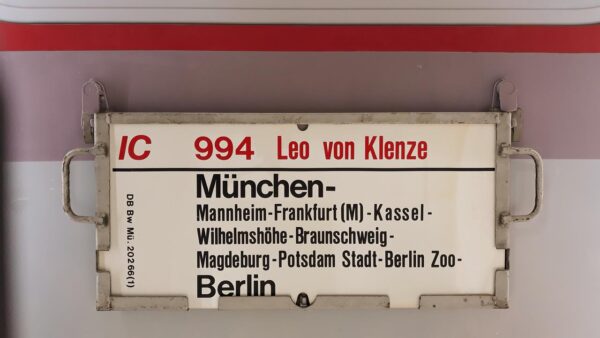 IC 994 Leo von Klenze
München-
Mannheim-Frankfurt(M)-Kassel-
Wilhelmshöhe-Braunschweig-
Magdeburg-Potsdam Stadt-Berlin Zoo-
Berlin
DB Bw Mü. 20266(1)